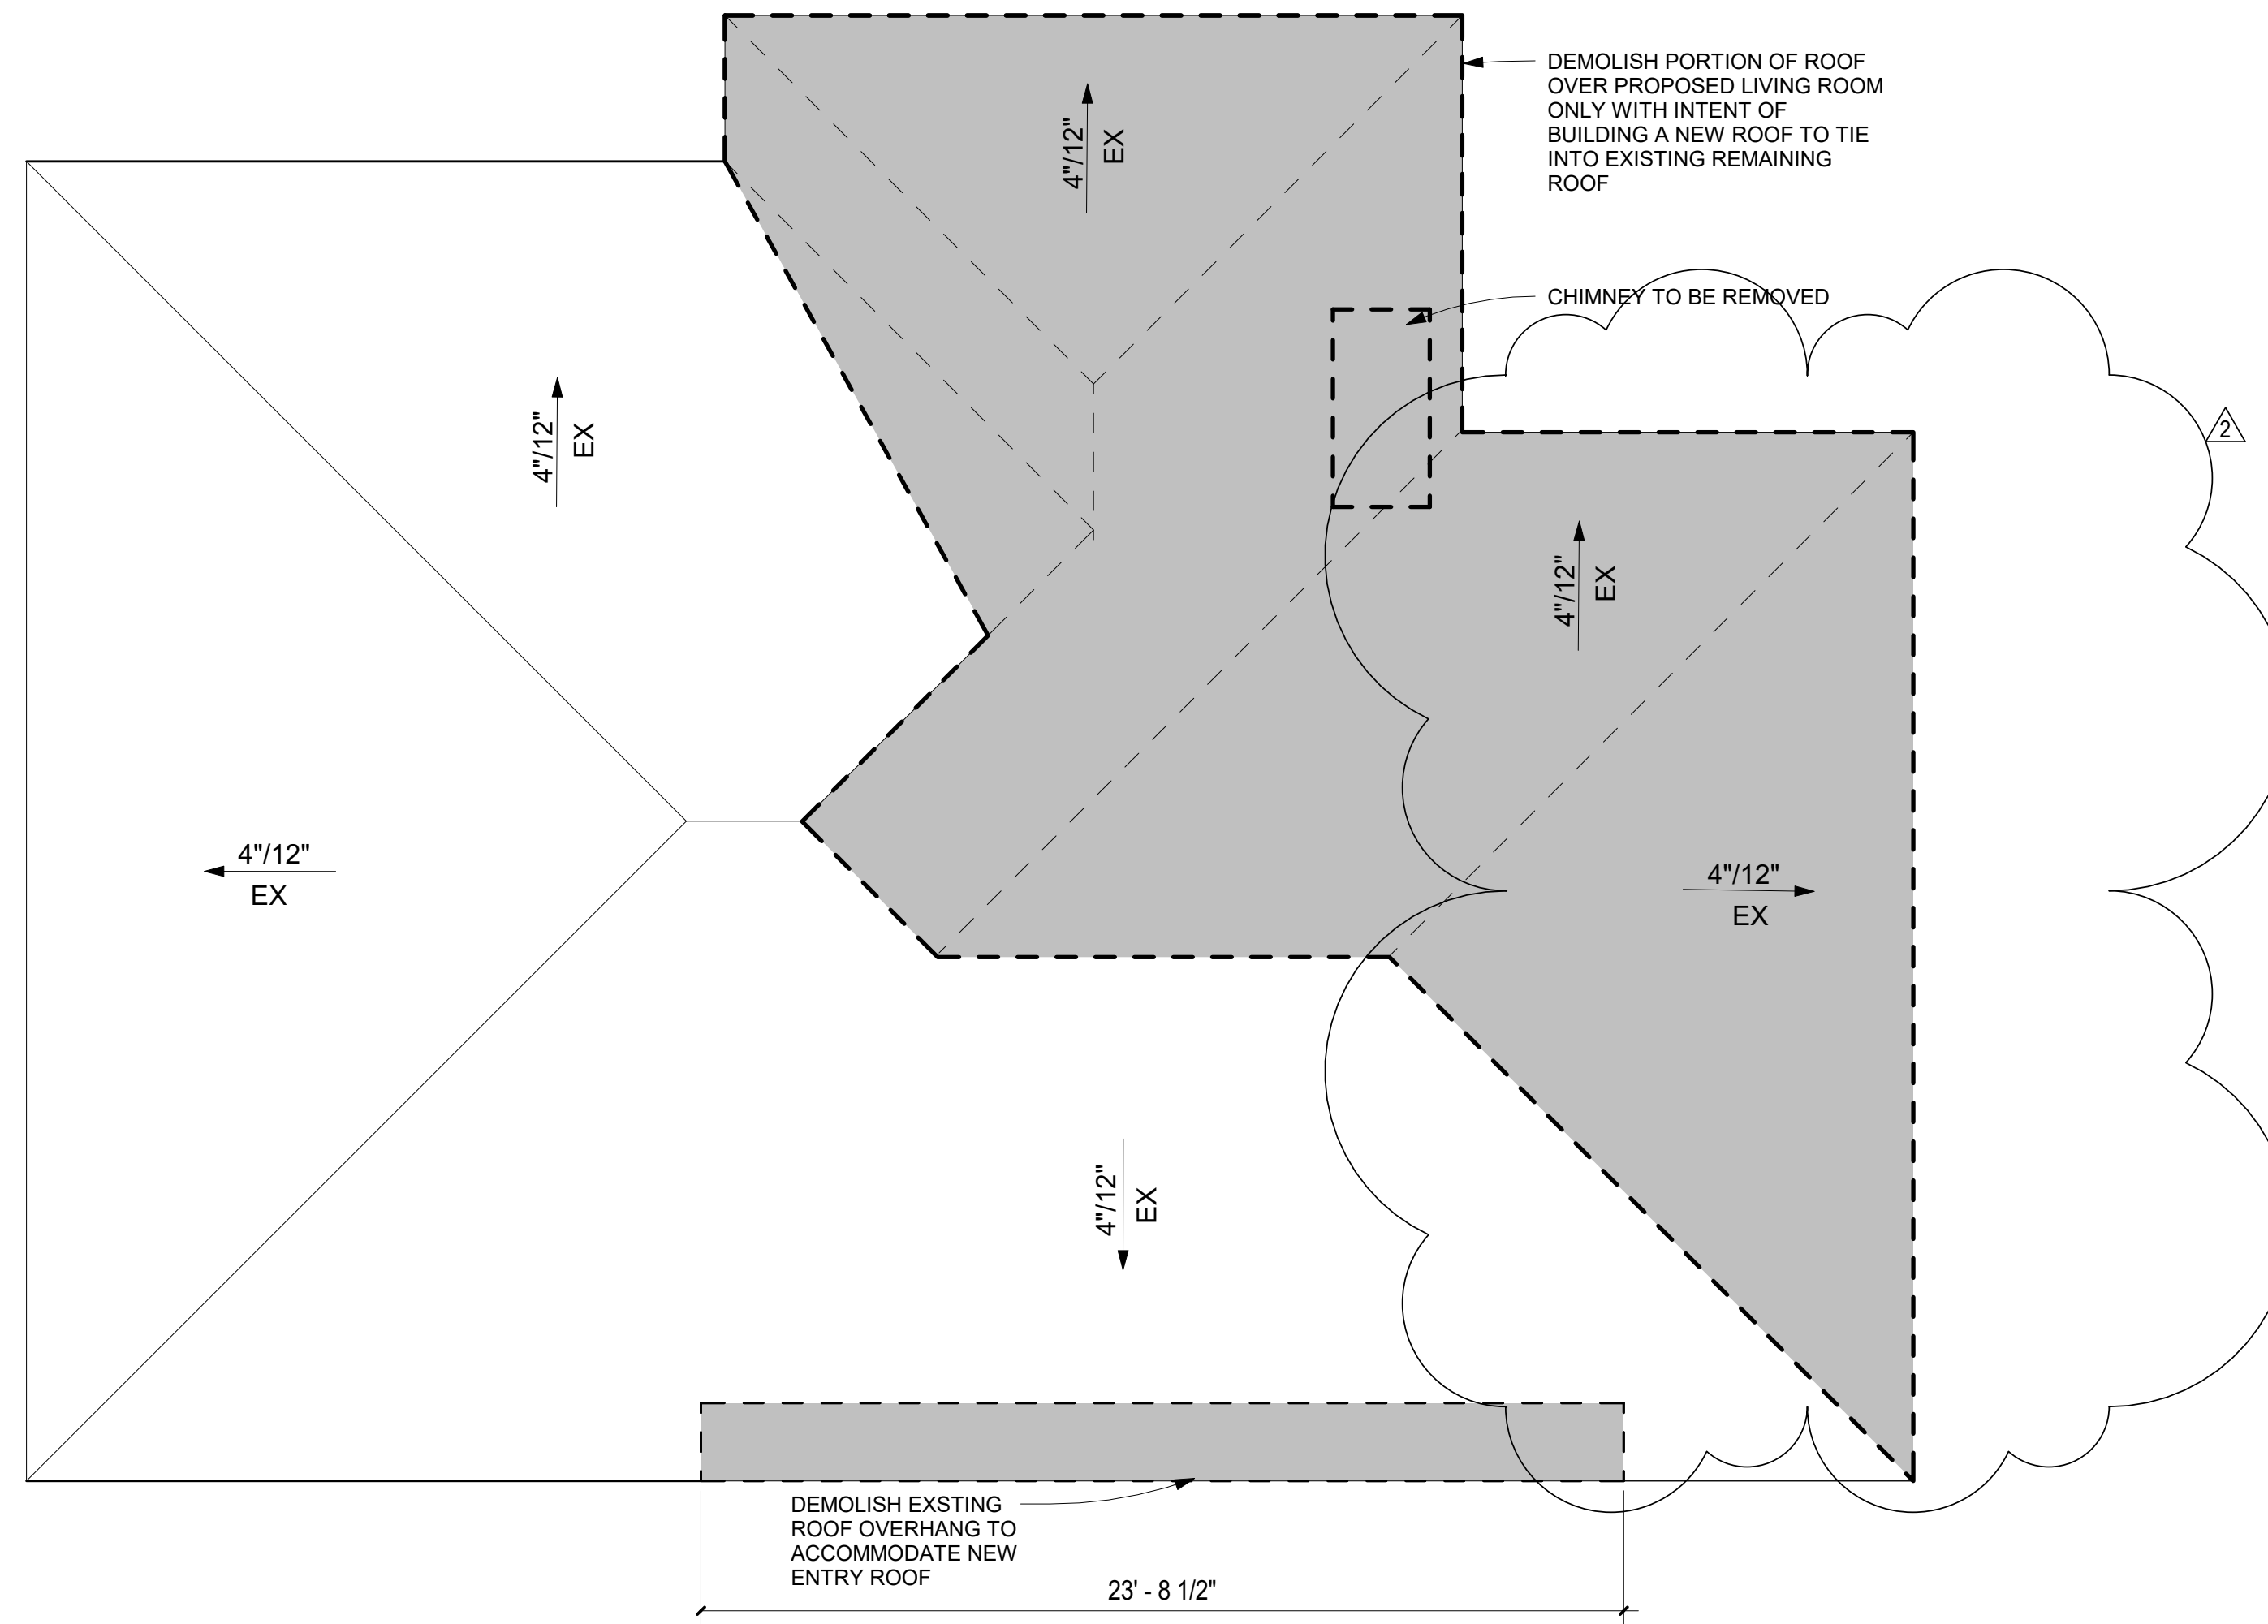 DEMOLISH PORTION OF ROOF
OVER PROPOSED LIVING ROOM
ONLY WITH INTENT OF
BUILDING A NEW ROOF TO TIE
INTO EXISTING REMAINING
ROOF
4"/12"
EX
CHIMNEY TO BE REMOVED
2
4"/12"
EX
4"/12"
EX
4"/12"
EX
4"/12"
EX
4"/12"
EX
DEMOLISH EXSTING
ROOF OVERHANG TO
ACCOMMODATE NEW
ENTRY ROOF
23' - 8 1/2"